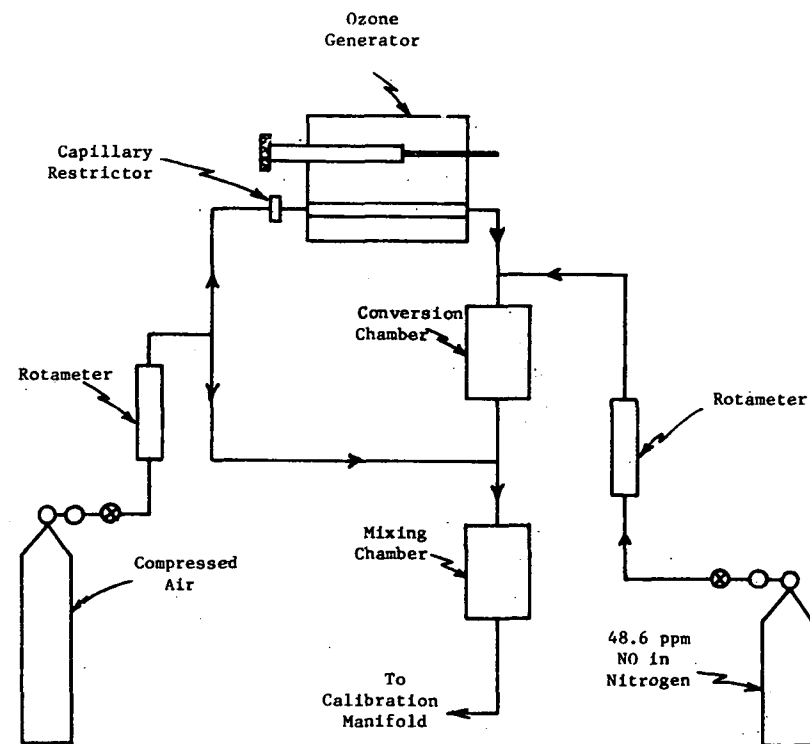 Ozone
Generator
Capillary
Restrictor
Conversion
Chamber
Rotameter
Rotameter
Mixing
Chamber
Compressed
Air
48.6 ppm
NO in
Nitrogen
To
Calibration
Manifold